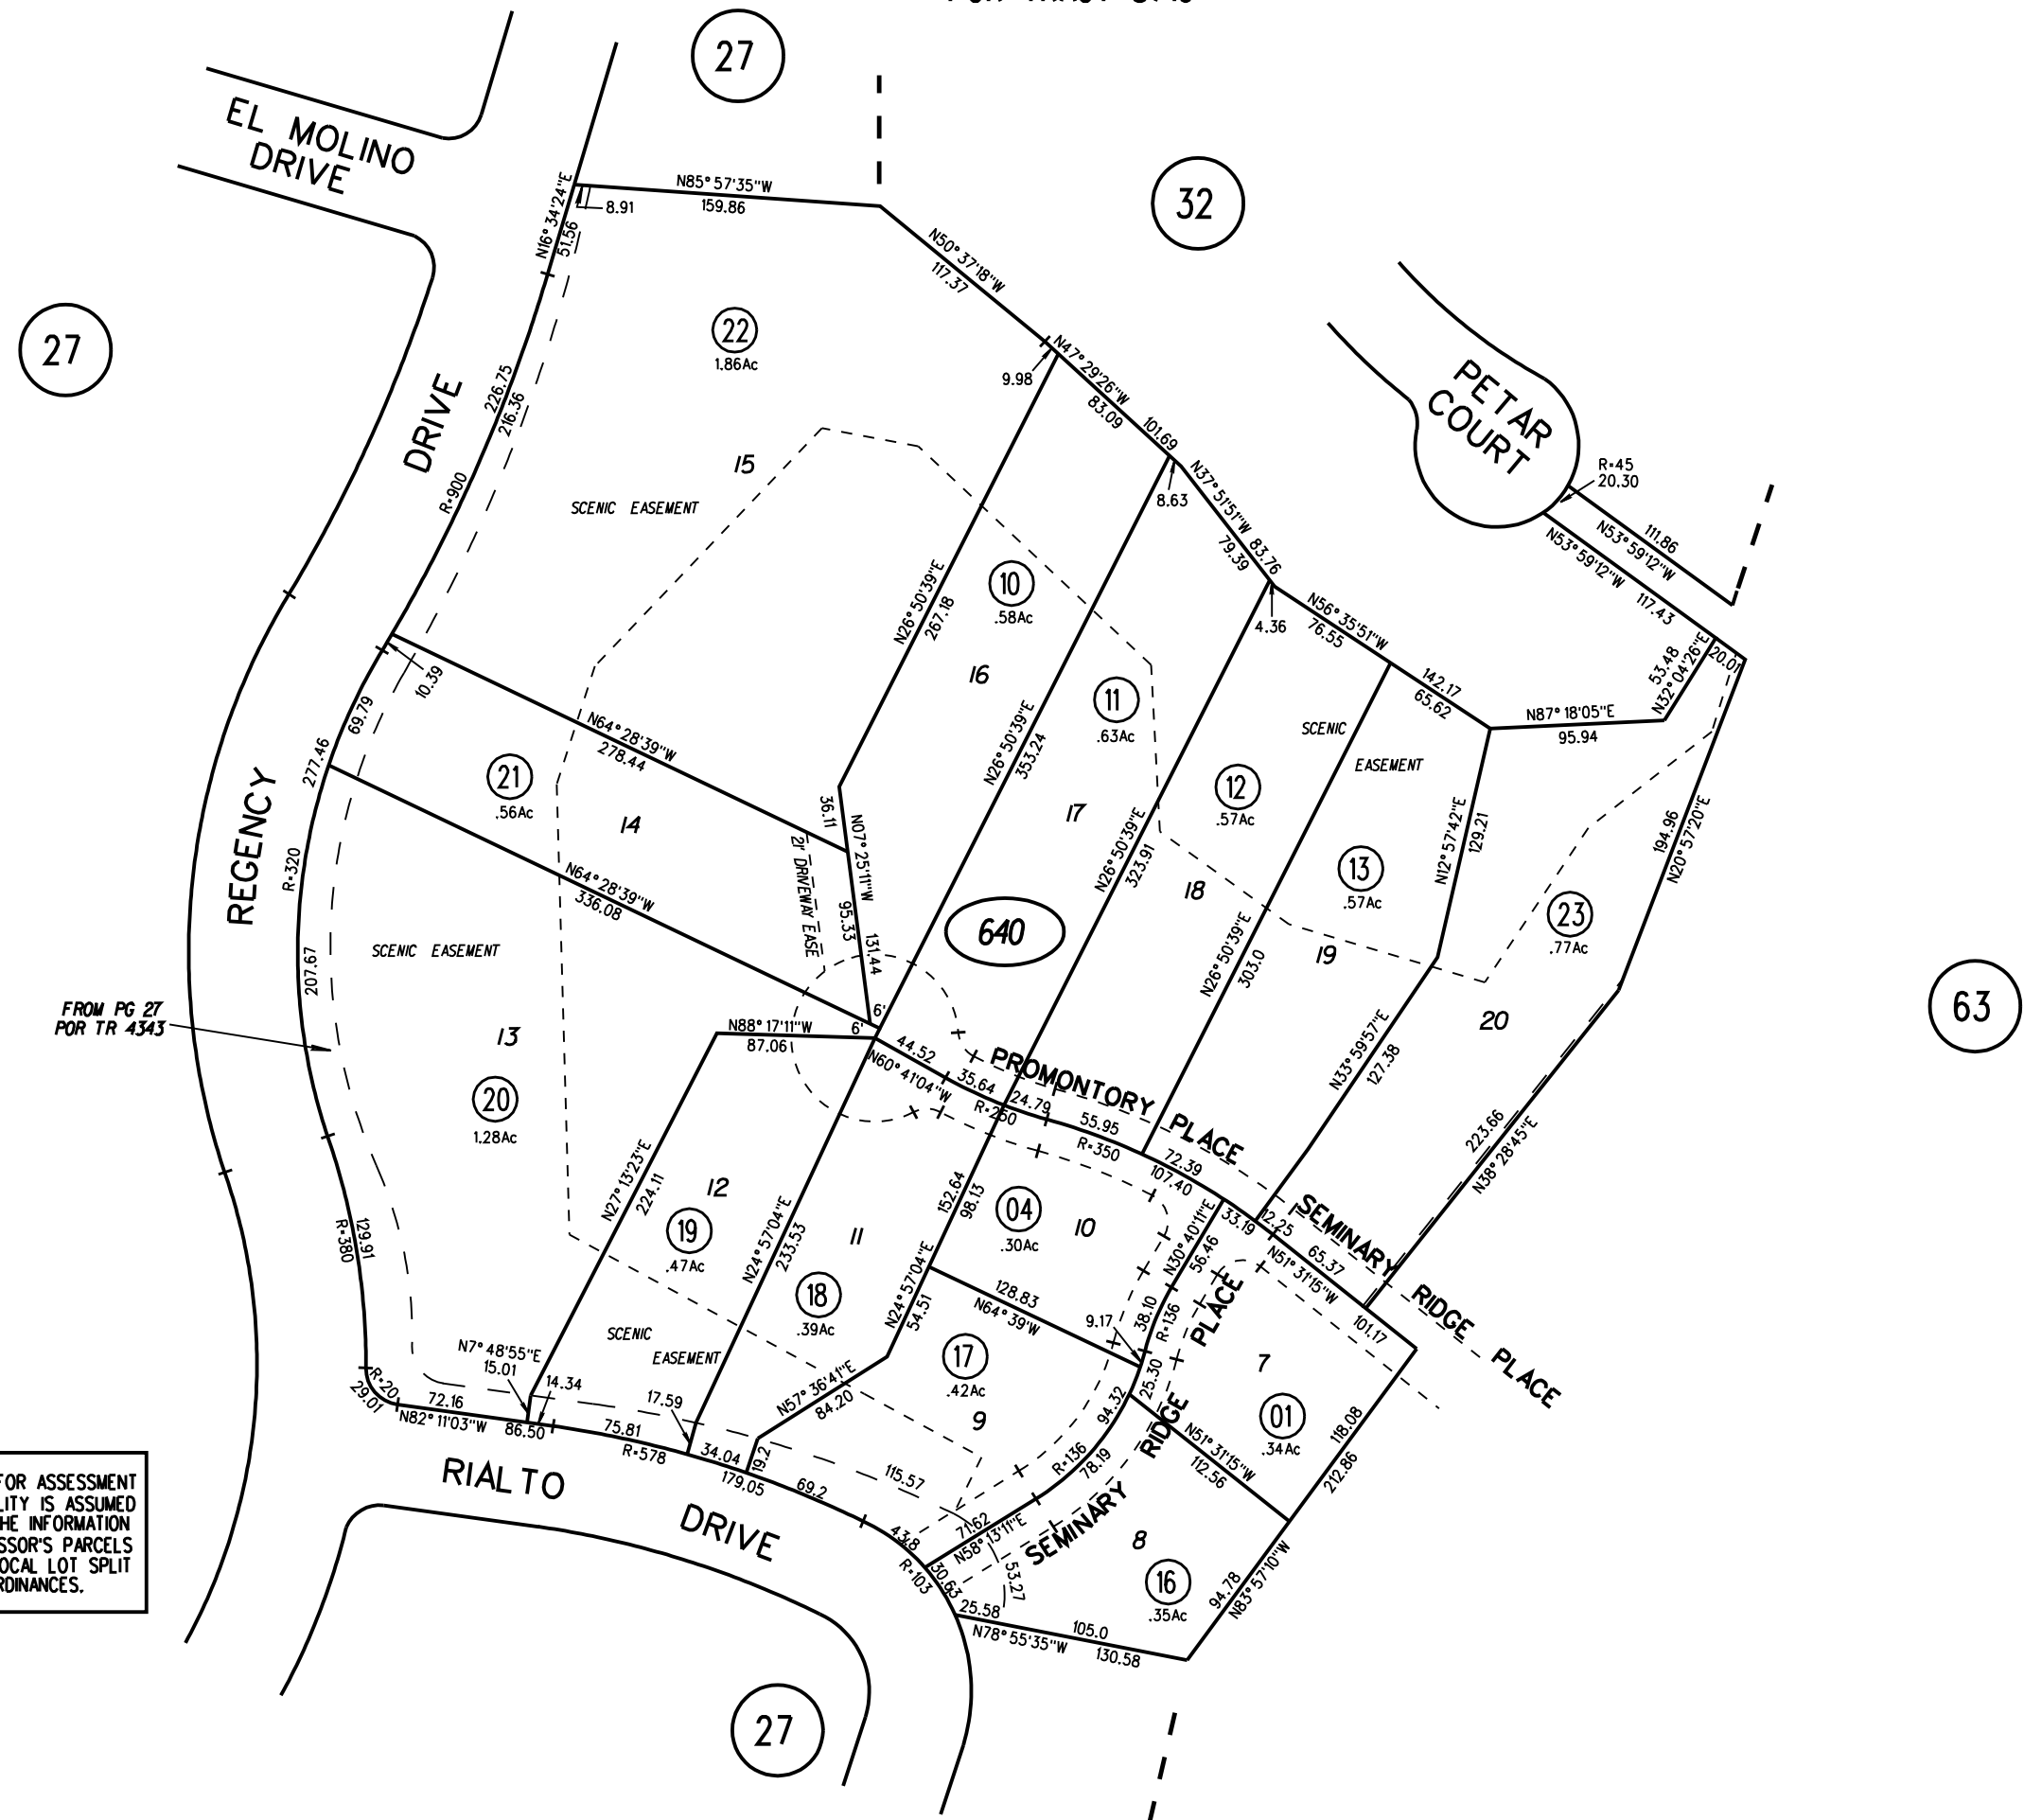 27
EL MOLINO
DRIVE
N16°34'24"E
51.56
8.91
N85°57'35"W
159.86
32
N50°37'18"W
117.37
27
22
1.86Ac
9.98
N47°29'26"W
83.09
101.69
PETAR
COURT
R=45
20.30
226.75
216.36
DRIVE
R=900
15
SCENIC EASEMENT
8.63
N37°51'51"W
83.76
79.39
111.86
N53°59'12"W
N53°59'12"W
117.43
N26°50'39"E
267.18
10
.58Ac
16
4.36
N56°35'51"W
76.55
142.17
65.62
53.48
N32°04'26"E
20.01
N87°18'05"E
95.94
10.39
69.79
277.46
N64°28'39"W
278.44
21
.56Ac
14
36.11
N07°25'11"W
95.33
131.44
21' DRIVEWAY EASE
N26°50'39"E
353.24
11
.63Ac
17
SCENIC
EASEMENT
12
.57Ac
N26°50'39"E
323.91
18
13
.57Ac
N12°57'42"E
129.21
194.96
N20°57'20"E
23
.77Ac
REGENCY
R=320
N64°28'39"W
336.08
640
N26°50'39"E
303.0
19
20
63
SCENIC EASEMENT
207.67
FROM PG 27
POR TR 4343
13
20
1.28Ac
N88°17'11"W
87.06
6'
6'
44.52
N60°41'04"W
35.64
R=250
24.79
PROMONTORY PLACE
55.95
R=350
72.39
107.40
N33°59'57"E
127.38
223.66
N38°28'45"E
R=380
129.91
N27°13'23"E
224.11
12
19
.47Ac
N24°57'04"E
233.53
11
18
.39Ac
152.64
98.13
04
.30Ac
10
N24°57'04"E
54.51
128.83
N64°39'W
N30°40'11"E
56.46
33.19
12.25
N51°31'15"W
65.37
101.17
SEMINARY RIDGE PLACE
9.17
38.10
R=136
25.30
94.32
SCENIC
EASEMENT
N7°48'55"E
15.01
14.34
17.59
R=20
29.01
72.16
N82°11'03"W
86.50
75.81
R=578
34.04
179.05
19.2
69.2
N57°36'41"E
84.20
17
.42Ac
9
115.57
R=136
78.19
SEMINARY RIDGE PLACE
7
01
.34Ac
118.08
212.86
N51°31'15"W
112.56
8
16
.35Ac
94.78
N83°57'10"W
RIALTO
DRIVE
43.8
R=103
30.63
71.62
N58°13'11"E
53.27
25.58
N78°55'35"W
105.0
130.58
FOR ASSESSMENT
LITY IS ASSUMED
HE INFORMATION
SSOR'S PARCELS
OCAL LOT SPLIT
RDINANCES.
27